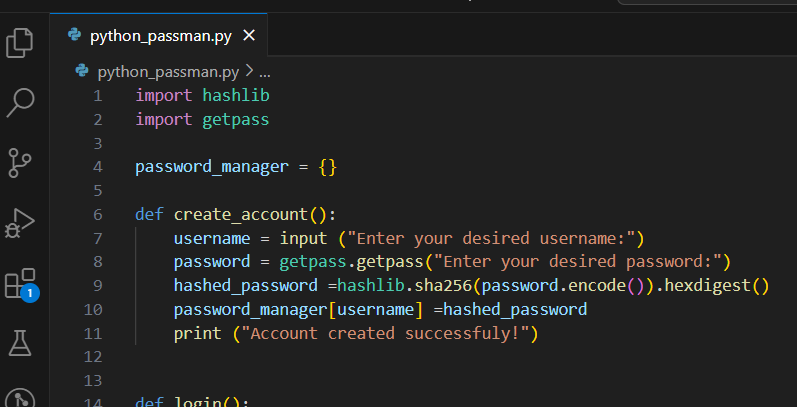 python_passman.py ×
python_passman.py > ...
1 import hashlib
2 import getpass
3
4 password_manager = {}
5
6 def create_account():
7 username = input ("Enter your desired username:")
8 password = getpass.getpass("Enter your desired password:")
9 hashed_password =hashlib.sha256(password.encode()).hexdigest()
10 password_manager[username] =hashed_password
11 print ("Account created successfuly!")
12
13
14 def login():
1